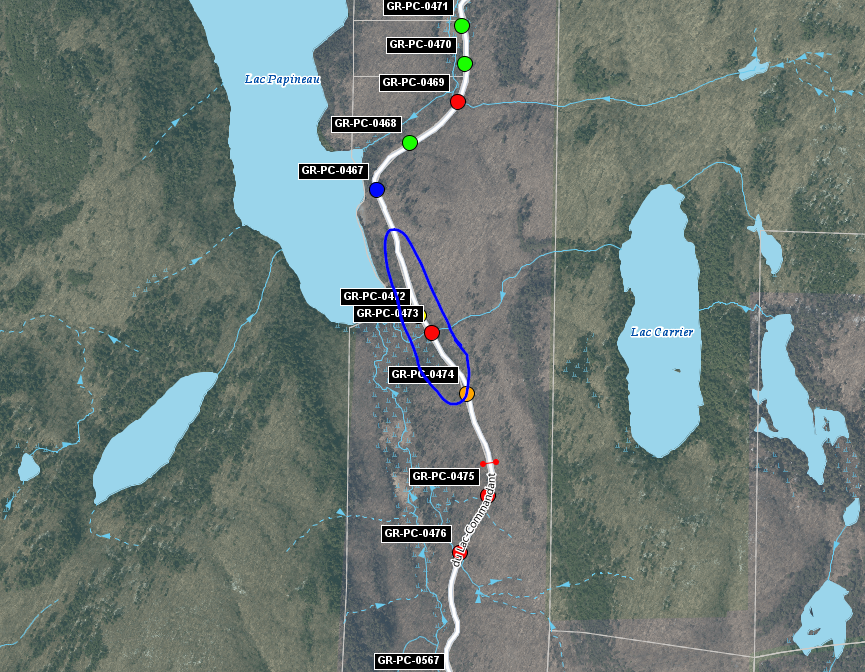 GR-PC-0471
GR-PC-0470
Lac Papineau
GR-PC-0469
GR-PC-0468
GR-PC-0467
GR-PC-0472
GR-PC-0473
Lac Carrier
GR-PC-0474
GR-PC-0475
du Lac-Commandant
GR-PC-0476
GR-PC-0567